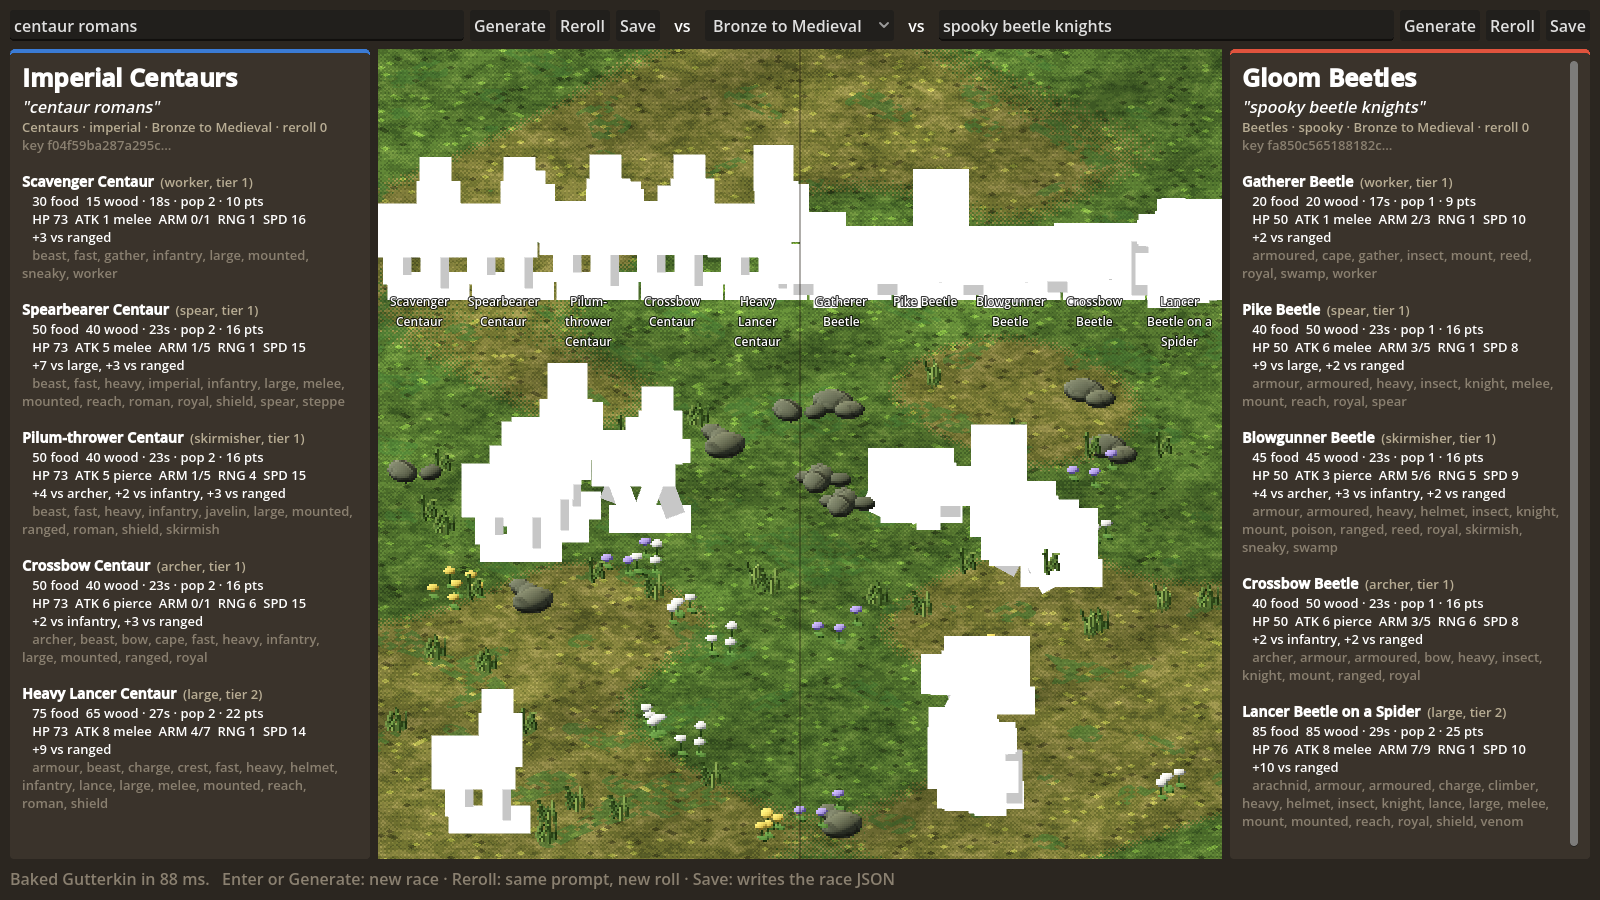 centaur romans
Generate
Reroll
Save
vs
Bronze to Medieval
vs
spooky beetle knights
Generate
Reroll
Save
Imperial Centaurs
"centaur romans"
Centaurs · imperial · Bronze to Medieval · reroll 0
key f04f59ba287a295c...
Scavenger Centaur (worker, tier 1)
30 food 15 wood · 18s · pop 2 · 10 pts
HP 73 ATK 1 melee ARM 0/1 RNG 1 SPD 16
+3 vs ranged
beast, fast, gather, infantry, large, mounted,
sneaky, worker
Spearbearer Centaur (spear, tier 1)
50 food 40 wood · 23s · pop 2 · 16 pts
HP 73 ATK 5 melee ARM 1/5 RNG 1 SPD 15
+7 vs large, +3 vs ranged
beast, fast, heavy, imperial, infantry, large, melee,
mounted, reach, roman, royal, shield, spear, steppe
Pilum-thrower Centaur (skirmisher, tier 1)
50 food 40 wood · 23s · pop 2 · 16 pts
HP 73 ATK 5 pierce ARM 1/5 RNG 4 SPD 15
+4 vs archer, +2 vs infantry, +3 vs ranged
beast, fast, heavy, infantry, javelin, large, mounted,
ranged, roman, shield, skirmish
Crossbow Centaur (archer, tier 1)
50 food 40 wood · 23s · pop 2 · 16 pts
HP 73 ATK 6 pierce ARM 0/1 RNG 6 SPD 15
+2 vs infantry, +3 vs ranged
archer, beast, bow, cape, fast, heavy, infantry,
large, mounted, ranged, royal
Heavy Lancer Centaur (large, tier 2)
75 food 65 wood · 27s · pop 2 · 22 pts
HP 73 ATK 8 melee ARM 4/7 RNG 1 SPD 14
+9 vs ranged
armour, beast, charge, crest, fast, heavy, helmet,
infantry, lance, large, melee, mounted, reach,
roman, shield
Scavenger
Centaur
Spearbearer
Centaur
Pilum-
thrower
Centaur
Crossbow
Centaur
Heavy
Lancer
Centaur
Gatherer
Beetle
Pike Beetle
Blowgunner
Beetle
Crossbow
Beetle
Lancer
Beetle on a
Spider
Gloom Beetles
"spooky beetle knights"
Beetles · spooky · Bronze to Medieval · reroll 0
key fa850c565188182c...
Gatherer Beetle (worker, tier 1)
20 food 20 wood · 17s · pop 1 · 9 pts
HP 50 ATK 1 melee ARM 2/3 RNG 1 SPD 10
+2 vs ranged
armoured, cape, gather, insect, mount, reed,
royal, swamp, worker
Pike Beetle (spear, tier 1)
40 food 50 wood · 23s · pop 1 · 16 pts
HP 50 ATK 6 melee ARM 3/5 RNG 1 SPD 8
+9 vs large, +2 vs ranged
armour, armoured, heavy, insect, knight, melee,
mount, reach, royal, spear
Blowgunner Beetle (skirmisher, tier 1)
45 food 45 wood · 23s · pop 1 · 16 pts
HP 50 ATK 3 pierce ARM 5/6 RNG 5 SPD 9
+4 vs archer, +3 vs infantry, +2 vs ranged
armour, armoured, heavy, helmet, insect, knight,
mount, poison, ranged, reed, royal, skirmish,
sneaky, swamp
Crossbow Beetle (archer, tier 1)
40 food 50 wood · 23s · pop 1 · 16 pts
HP 50 ATK 6 pierce ARM 3/5 RNG 6 SPD 8
+2 vs infantry, +2 vs ranged
archer, armour, armoured, bow, heavy, insect,
knight, mount, ranged, royal
Lancer Beetle on a Spider (large, tier 2)
85 food 85 wood · 29s · pop 2 · 25 pts
HP 76 ATK 8 melee ARM 7/9 RNG 1 SPD 10
+10 vs ranged
arachnid, armour, armoured, charge, climber,
heavy, helmet, insect, knight, lance, large, melee,
mount, mounted, reach, royal, shield, venom
Baked Gutterkin in 88 ms. Enter or Generate: new race · Reroll: same prompt, new roll · Save: writes the race JSON